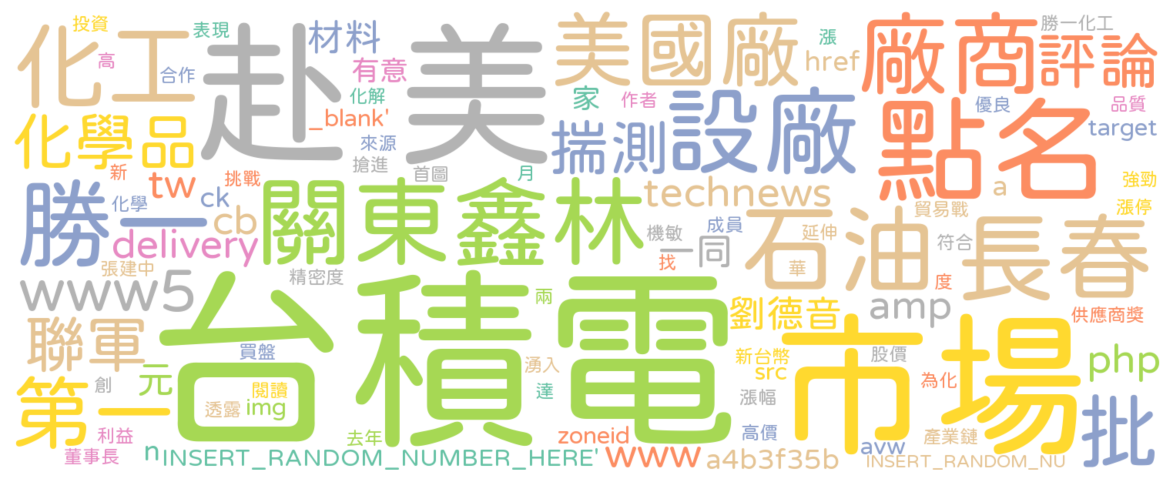 投資
表現
材料
化工
赴美
美國廠
漲
勝一化工
廠商
評論
高
合作
有意
href
化解
家
作者
優良
品質
_blank'
設廠
點名
target
化學品
來源
揣測
搶進
首圖
月
新
tw
挑戰
ck
關東鑫林
technews
a
強勁
勝一
化學
cb
貿易戰
漲停
delivery
成員
延伸
機敏
一同
石油
長春
符合
張建中
找
華
精密度
度
www5
兩
劉德音
amp
供應商獎
聯軍
台積電
市場
買盤
新台幣
股價
php
湧入
src
元
第一
創
閱讀
達
為化
漲幅
透露
img
批
利益
去年
zoneid
高價
產業鏈
董事長
n
INSERT_RANDOM_NUMBER_HERE'
www
a4b3f35b
avw
INSERT_RANDOM_NU